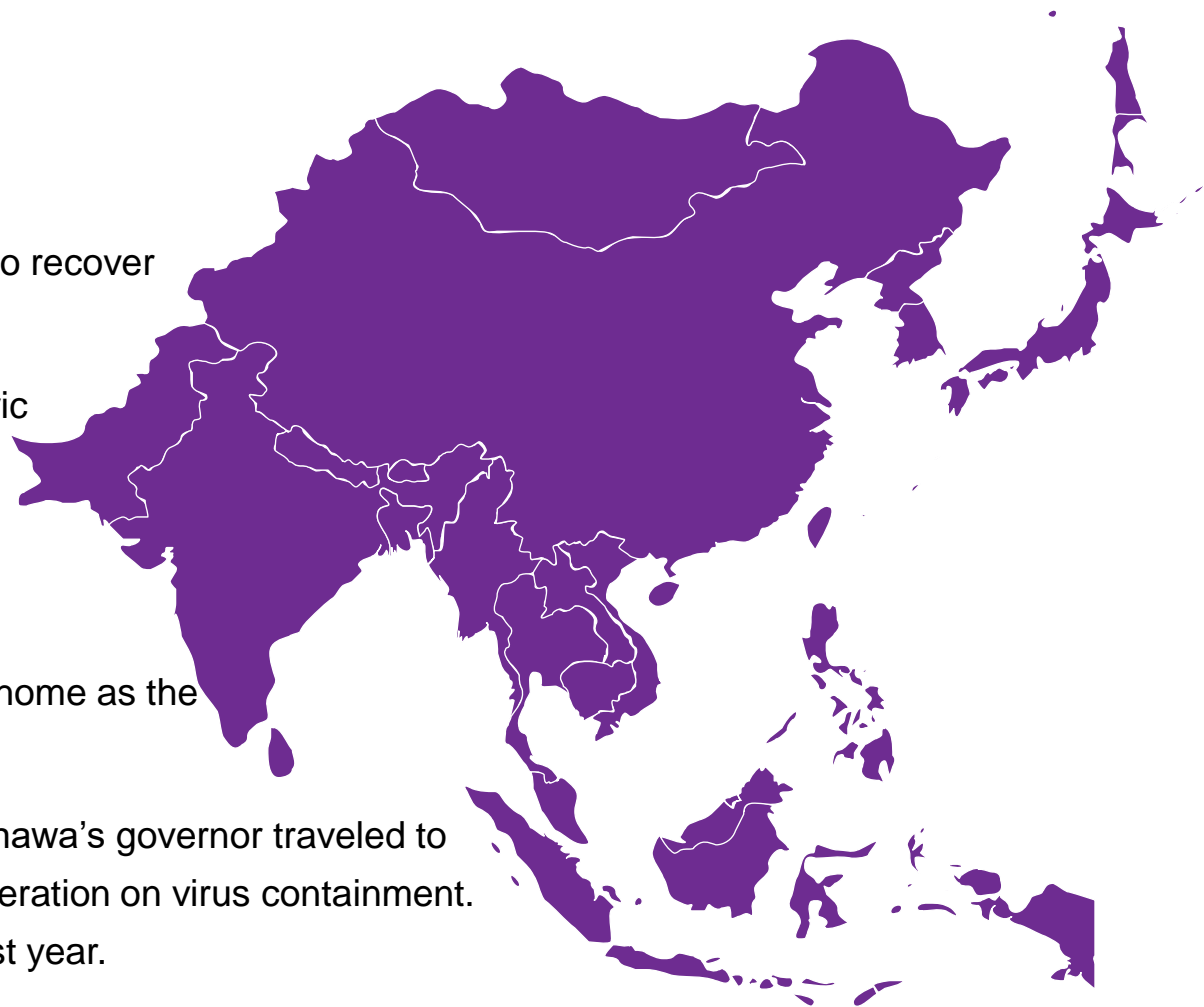 o recover
ic
home as the
nawa’s governor traveled to
eration on virus containment.
st year.